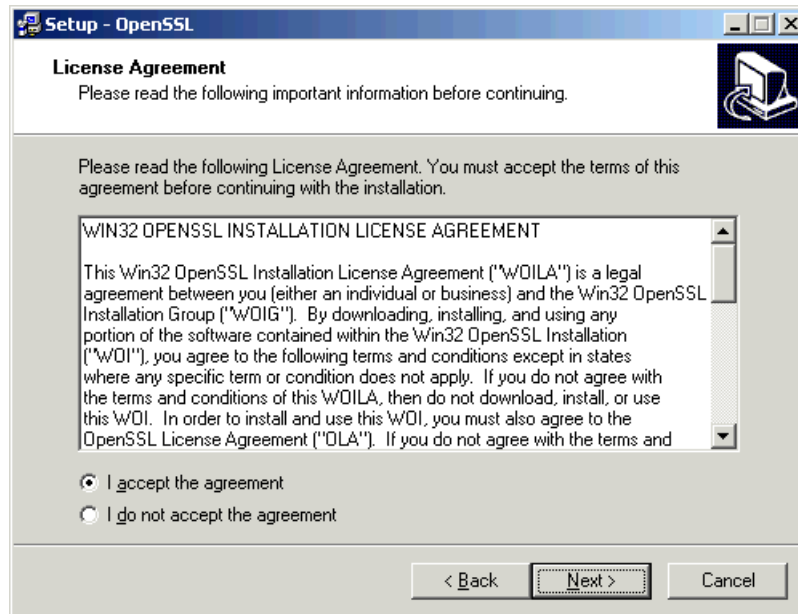 Setup - OpenSSL
License Agreement
Please read the following important information before continuing.
Please read the following License Agreement. You must accept the terms of this
agreement before continuing with the installation.
WIN32 OPENSSL INSTALLATION LICENSE AGREEMENT
This Win32 OpenSSL Installation License Agreement ("WOILA") is a legal
agreement between you (either an individual or business) and the Win32 OpenSSL
Installation Group ("WOIG").  By downloading, installing, and using any
portion of the software contained within the Win32 OpenSSL Installation
("WOI"), you agree to the following terms and conditions except in states
where any specific term or condition does not apply.  If you do not agree with
the terms and conditions of this WOILA, then do not download, install, or use
this WOI.  In order to install and use this WOI, you must also agree to the
OpenSSL License Agreement ("OLA").  If you do not agree with the terms and
I accept the agreement
I do not accept the agreement
< Back Next > Cancel